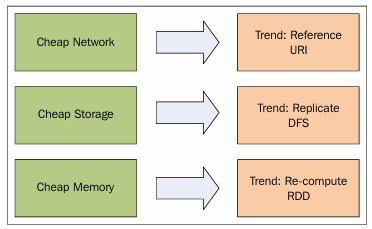 Cheap Network
Trend: Reference
URI
Cheap Storage
Trend: Replicate
DFS
Cheap Memory
Trend: Re-compute
RDD